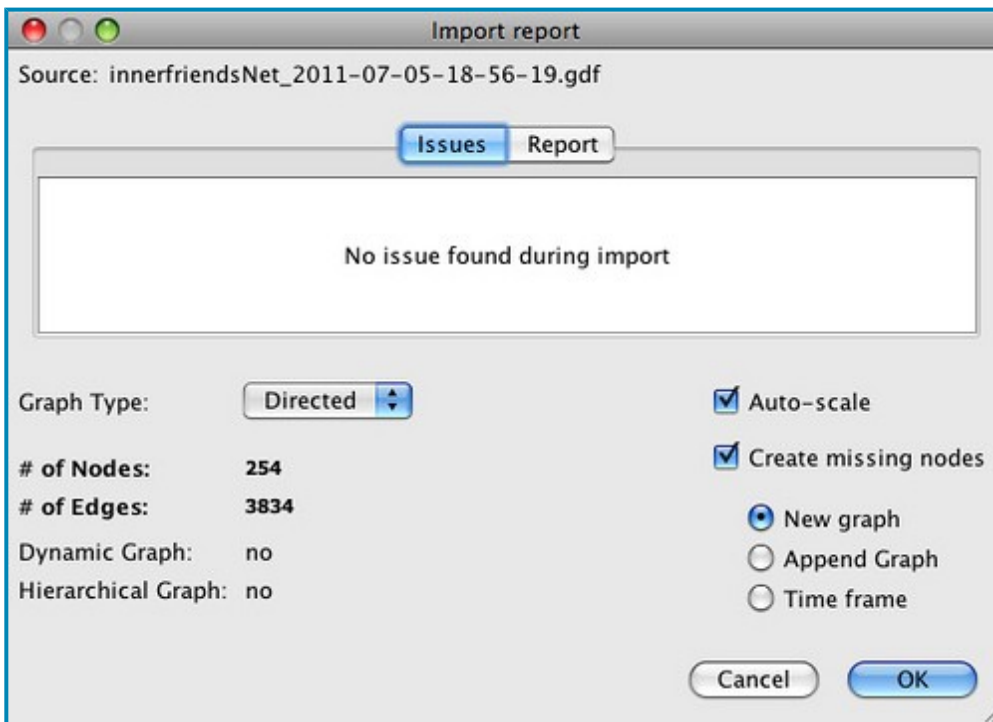 Import report
Source: innerfriendsNet_2011-07-05-18-56-19.gdf
Issues Report
No issue found during import
Graph Type: Directed
# of Nodes: 254
# of Edges: 3834
Dynamic Graph: no
Hierarchical Graph: no
Auto-scale
Create missing nodes
New graph
Append Graph
Time frame
Cancel OK